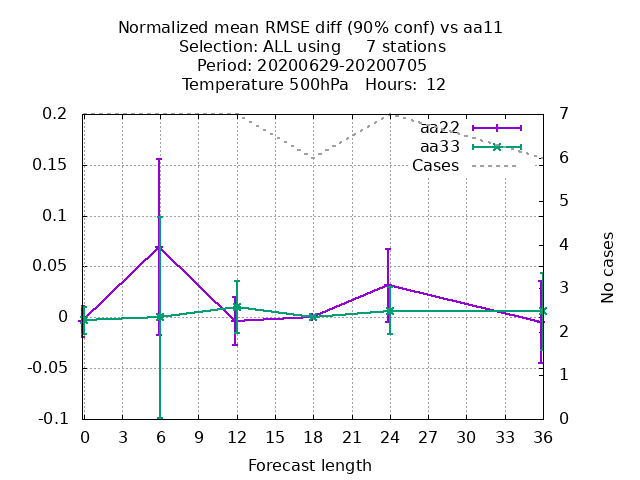 Normalized mean RMSE diff (90% conf) vs aa11
Selection: ALL using     7 stations
Period: 20200629-20200705
Temperature 500hPa   Hours:  12
0.2
0.15
0.1
0.05
0
-0.05
-0.1
7
6
5
4
3
2
1
0
aa22
aa33
Cases
No cases
0 3 6 9 12 15 18 21 24 27 30 33 36
Forecast length